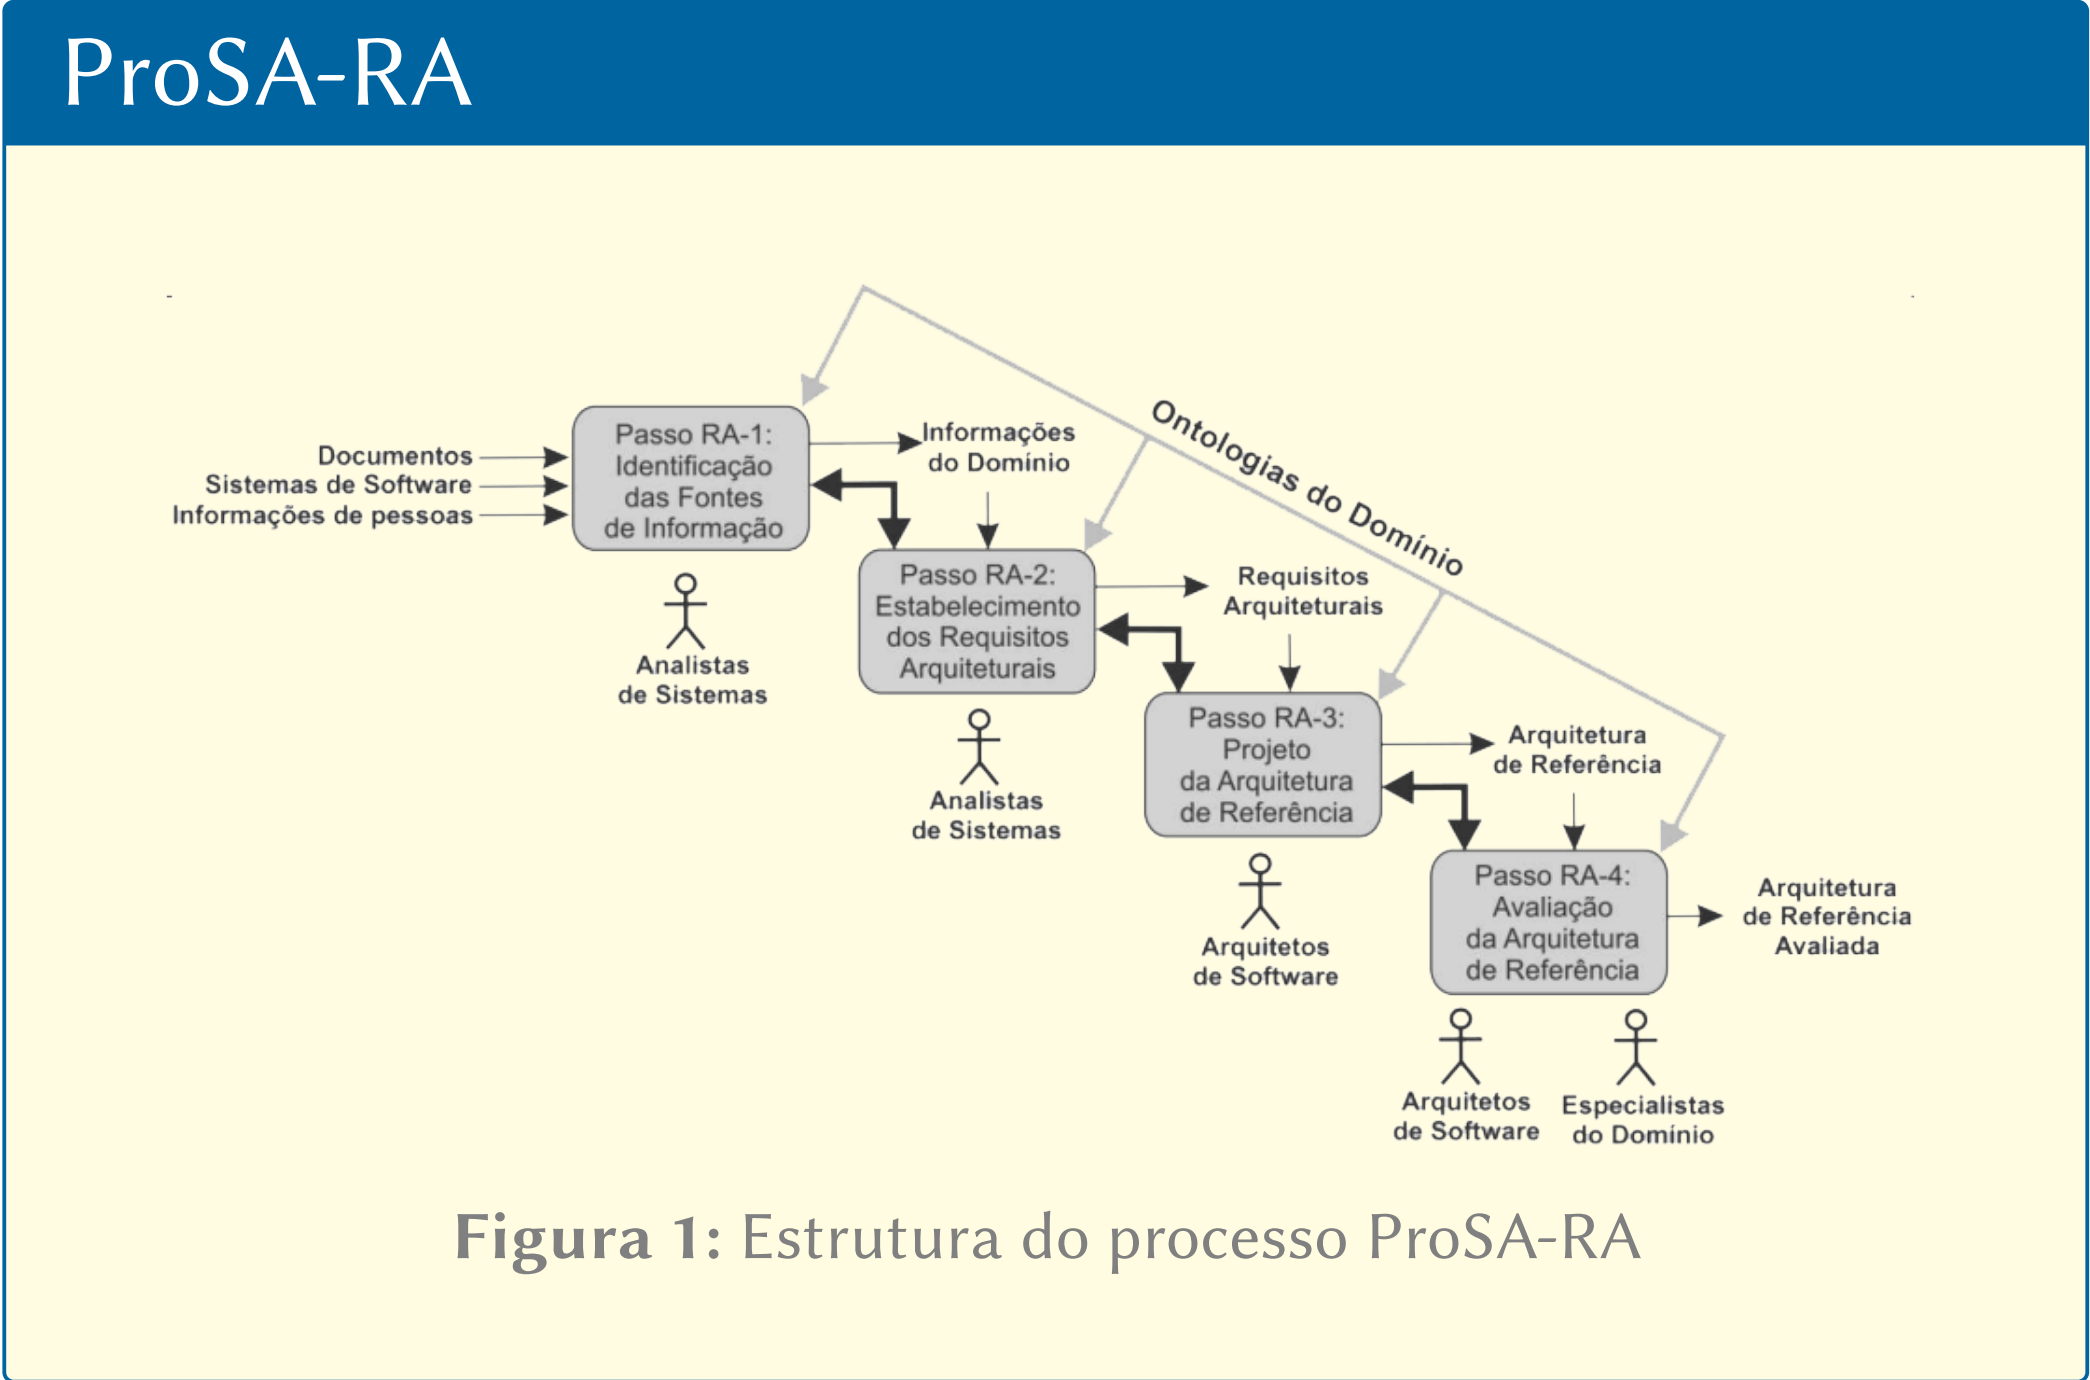 ProSA-RA
Ontologias do Domínio
Documentos
Sistemas de Software
Informações de pessoas
Passo RA-1:
Identificação
das Fontes
de Informação
Informações
do Domínio
Analistas
de Sistemas
Passo RA-2:
Estabelecimento
dos Requisitos
Arquiteturais
Requisitos
Arquiteturais
Analistas
de Sistemas
Passo RA-3:
Projeto
da Arquitetura
de Referência
Arquitetura
de Referência
Arquitetos
de Software
Passo RA-4:
Avaliação
da Arquitetura
de Referência
Arquitetura
de Referência
Avaliada
Arquitetos
de Software
Especialistas
do Domínio
Figura 1: Estrutura do processo ProSA-RA